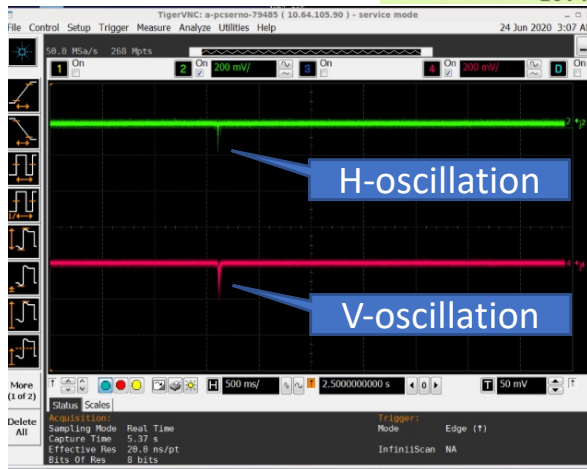 TigerVNC: a-pcserno-79485 ( 10.64.105.90 ) - service mode
File Control Setup Trigger Measure Analyze Utilities Help
24 Jun 2020 3:07 A
50.0 MSa/s 268 Mpts
1 On 2 On 200 mV/ 3 On 4 On 200 mV/ D On
2
H-oscillation
4
V-oscillation
More
(1 of 2)
Delete
All
H 500 ms/ 2.5000000000 s 0 T 50 mV
Status Scales
Acquisition:
Sampling Mode Real Time
Capture Time 5.37 s
Effective Res 20.0 ns/pt
Bits Of Res 8 bits
Trigger:
Mode Edge (↑)
InfiniiScan NA